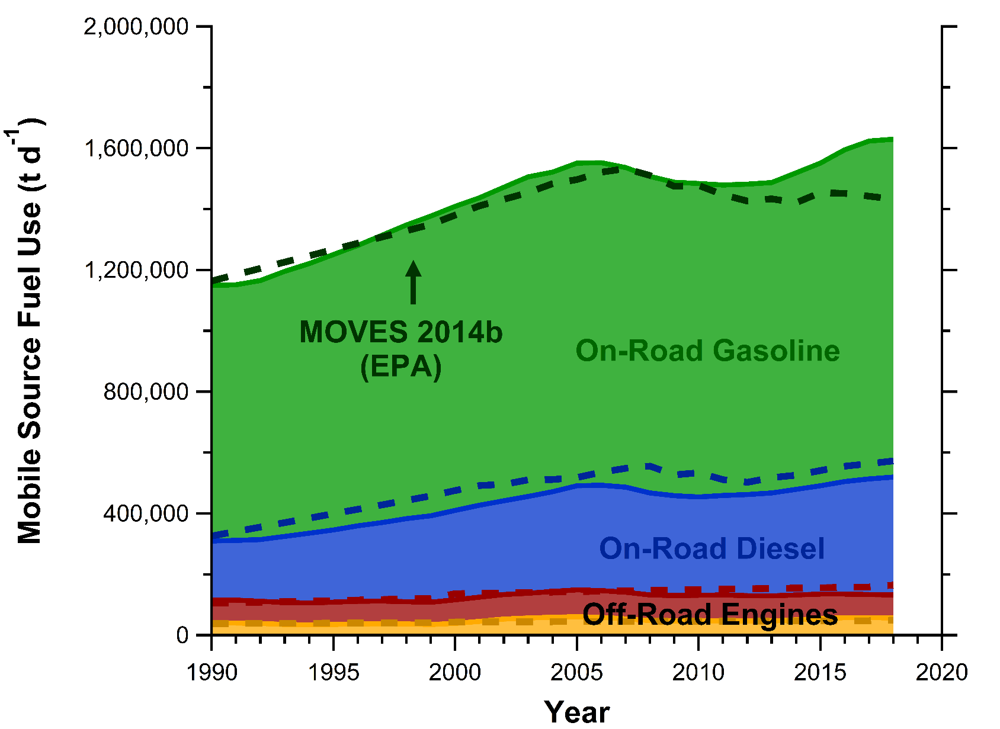 Mobile Source Fuel Use (t d-1)
2,000,000
1,600,000
1,200,000
800,000
400,000
0
MOVES 2014b
(EPA)
On-Road Gasoline
On-Road Diesel
Off-Road Engines
1990 1995 2000 2005 2010 2015 2020
Year